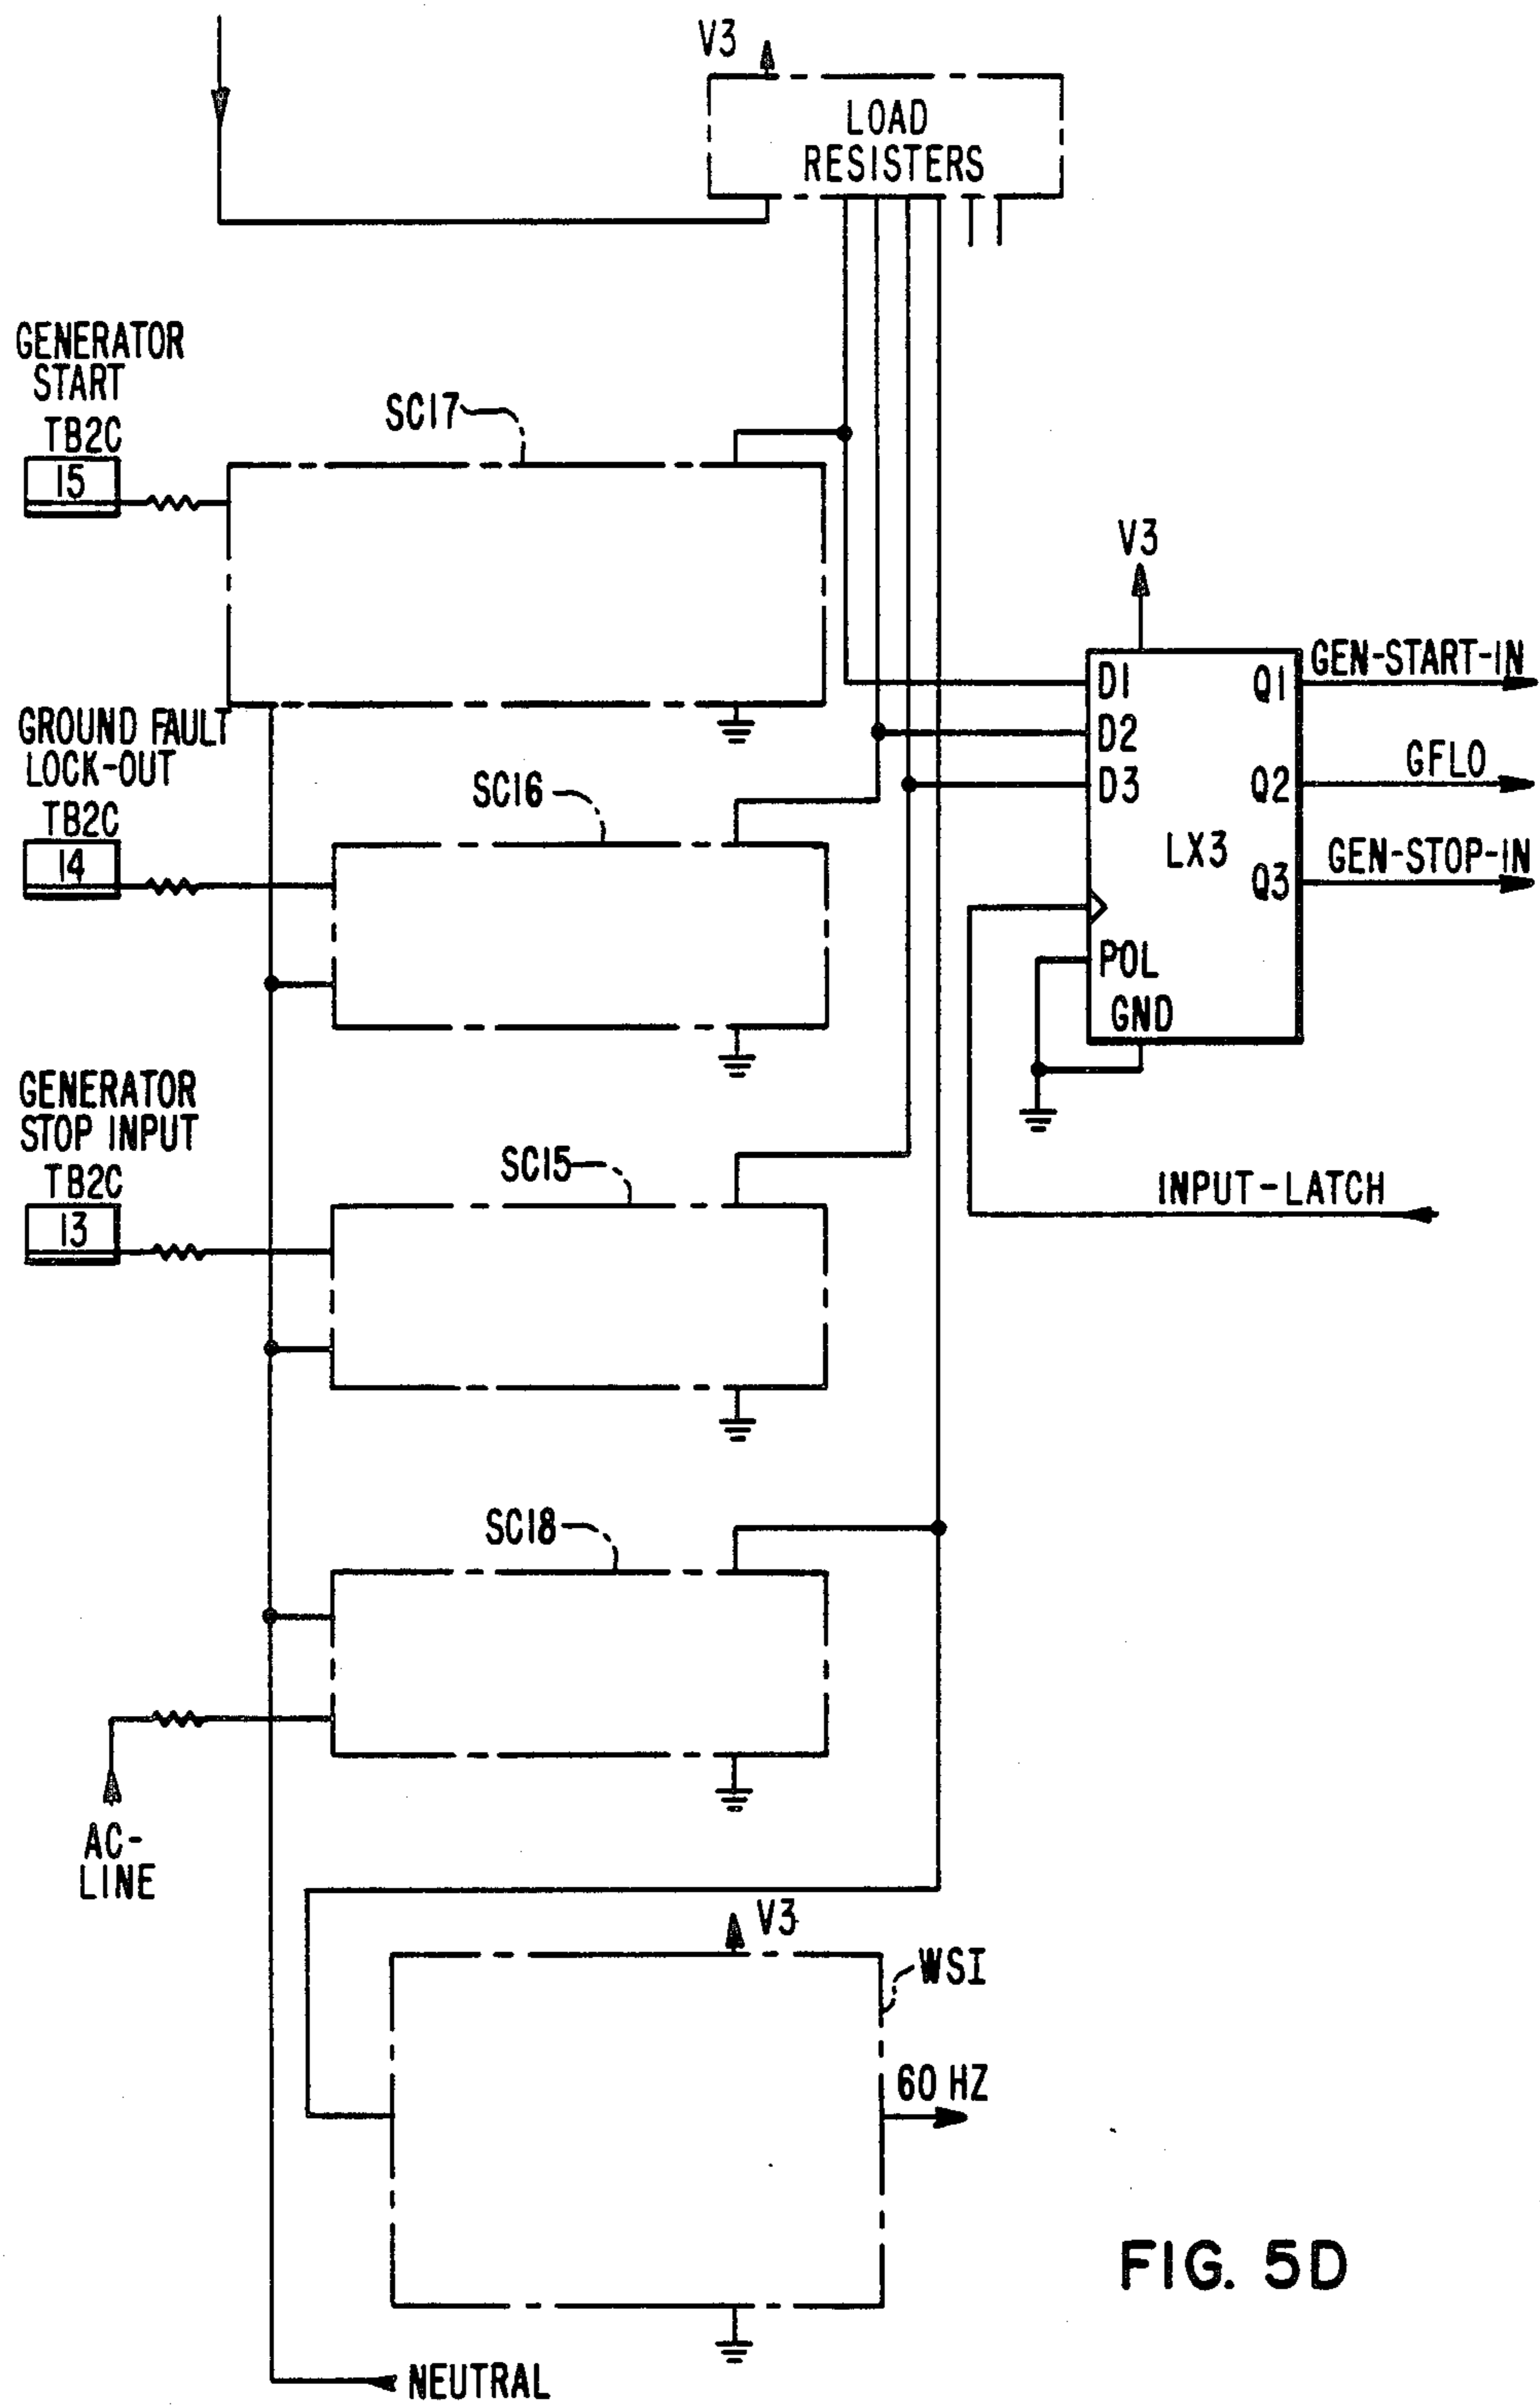 V3
LOAD
RESISTERS
GENERATOR
START
TB2C
15
SC17
V3
D1
D2
D3
Q1
Q2
Q3
LX3
POL
GND
GEN-START-IN
GFLO
GEN-STOP-IN
GROUND FAULT
LOCK-OUT
TB2C
14
SC16
GENERATOR
STOP INPUT
TB2C
13
SC15
INPUT-LATCH
SC18
AC-
LINE
V3
WS1
60 HZ
NEUTRAL
FIG. 5D